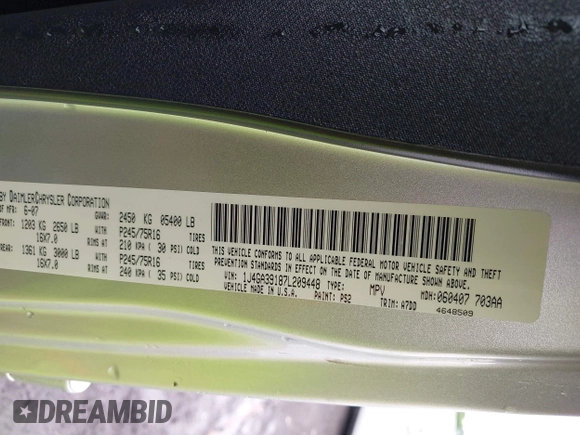 BY DAIMLERCHRYSLER CORPORATION
OF MFR: 6-07 GVWR: 2450 KG 05400 LB
FRONT: 1203 KG 2650 LB P245/75R16 TIRES
16X7.0 RIMS AT 210 KPA ( 30 PSI) COLD
REAR: 1361 KG 3000 LB P245/75R16 TIRES
16X7.0 RIMS AT 240 KPA ( 35 PSI) COLD
THIS VEHICLE CONFORMS TO ALL APPLICABLE FEDERAL MOTOR VEHICLE SAFETY AND THEFT
PREVENTION STANDARDS IN EFFECT ON THE DATE OF MANUFACTURE SHOWN ABOVE.
VIN: 1J4GA39187L209448 TYPE: MPV MDH: 060407 703AA
VEHICLE MADE IN U.S.A. PAINT: PS2 TRIM: A7DD 4648509
DREAMBID